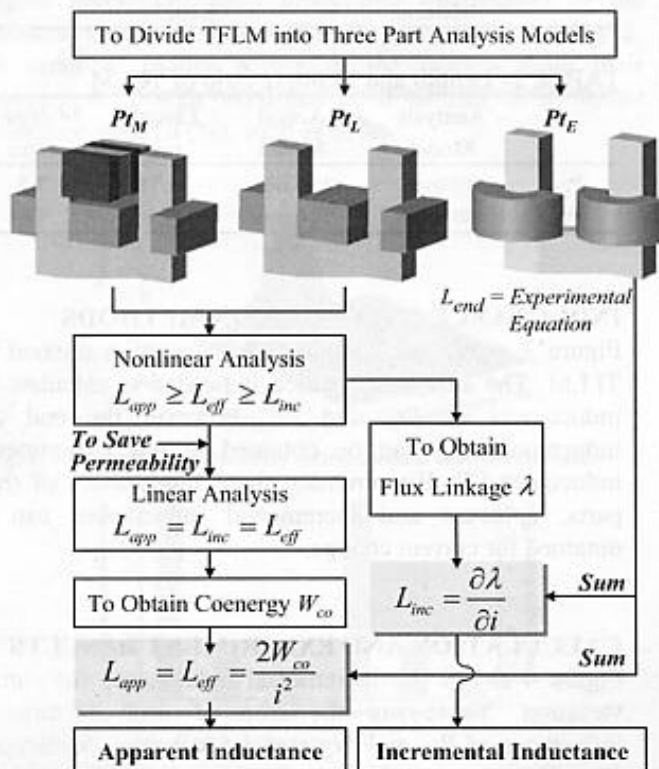 To Divide TFLM into Three Part Analysis Models
Pt_M Pt_L Pt_E
L_end = Experimental
Equation
Nonlinear Analysis
L_app ≥ L_eff ≥ L_inc
To Save
Permeability
To Obtain
Flux Linkage λ
Linear Analysis
L_app = L_inc = L_eff
To Obtain Coenergy W_co
L_inc = ∂λ/∂i
Sum
Sum
L_app = L_eff = 2W_co/i²
Apparent Inductance
Incremental Inductance